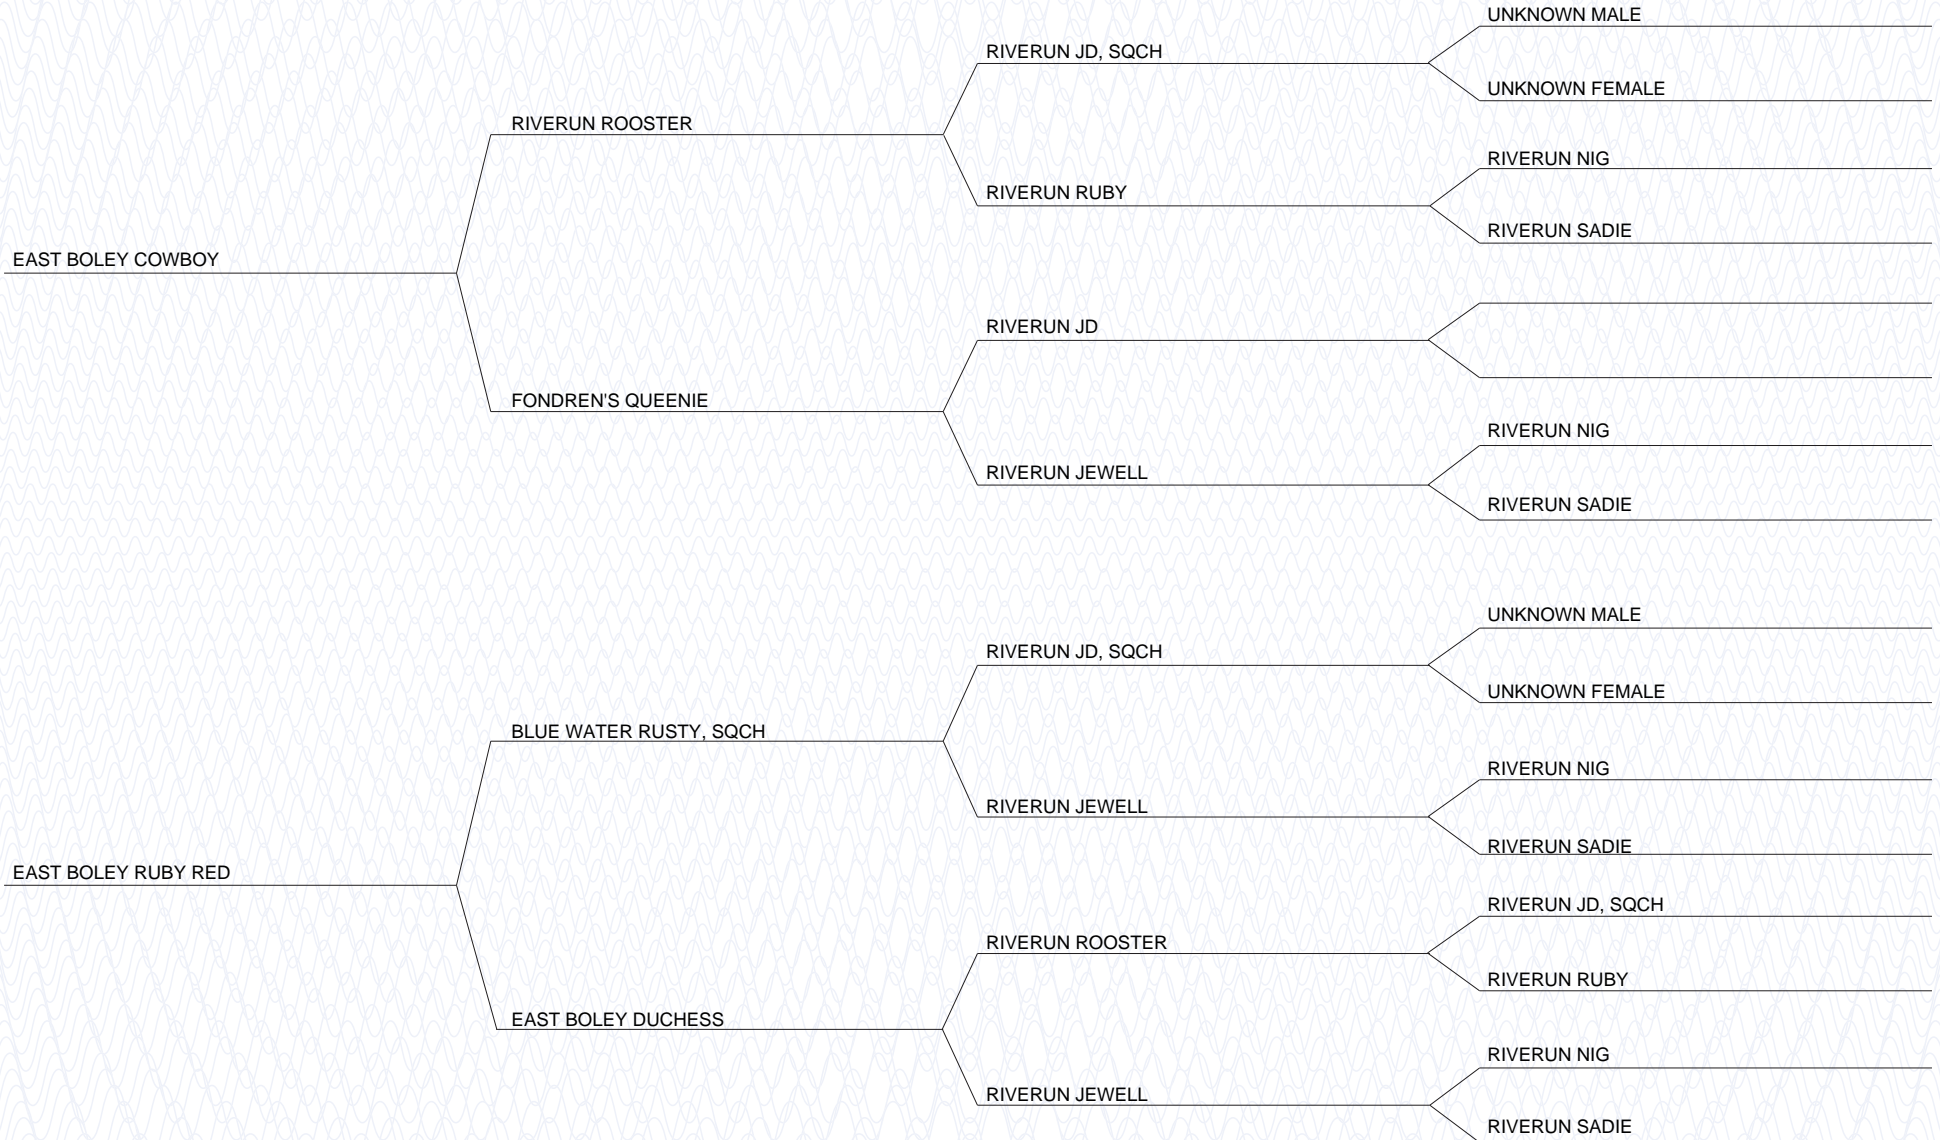 UNKNOWN MALE
RIVERUN JD, SQCH
UNKNOWN FEMALE
RIVERUN ROOSTER
RIVERUN NIG
RIVERUN RUBY
RIVERUN SADIE
EAST BOLEY COWBOY
RIVERUN JD
FONDREN'S QUEENIE
RIVERUN NIG
RIVERUN JEWELL
RIVERUN SADIE
UNKNOWN MALE
RIVERUN JD, SQCH
UNKNOWN FEMALE
BLUE WATER RUSTY, SQCH
RIVERUN NIG
RIVERUN JEWELL
RIVERUN SADIE
EAST BOLEY RUBY RED
RIVERUN JD, SQCH
RIVERUN ROOSTER
RIVERUN RUBY
EAST BOLEY DUCHESS
RIVERUN NIG
RIVERUN JEWELL
RIVERUN SADIE